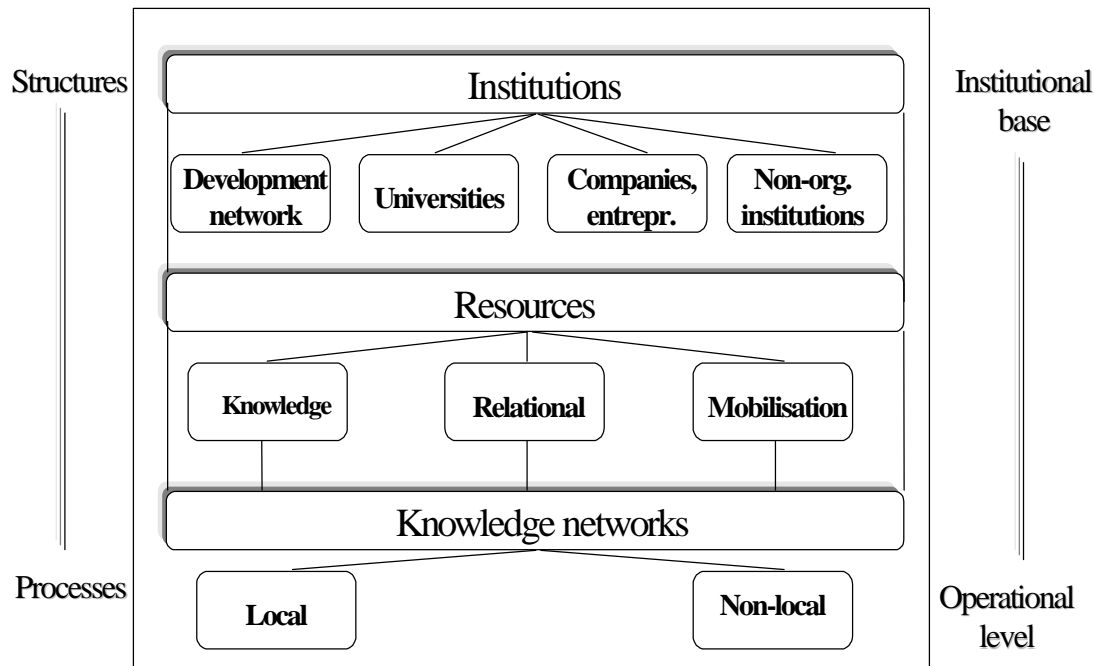 Structures
Institutions
Institutional
base
Development
network
Universities
Companies,
entrepr.
Non-org.
institutions
Resources
Knowledge
Relational
Mobilisation
Knowledge networks
Processes
Local
Non-local
Operational
level